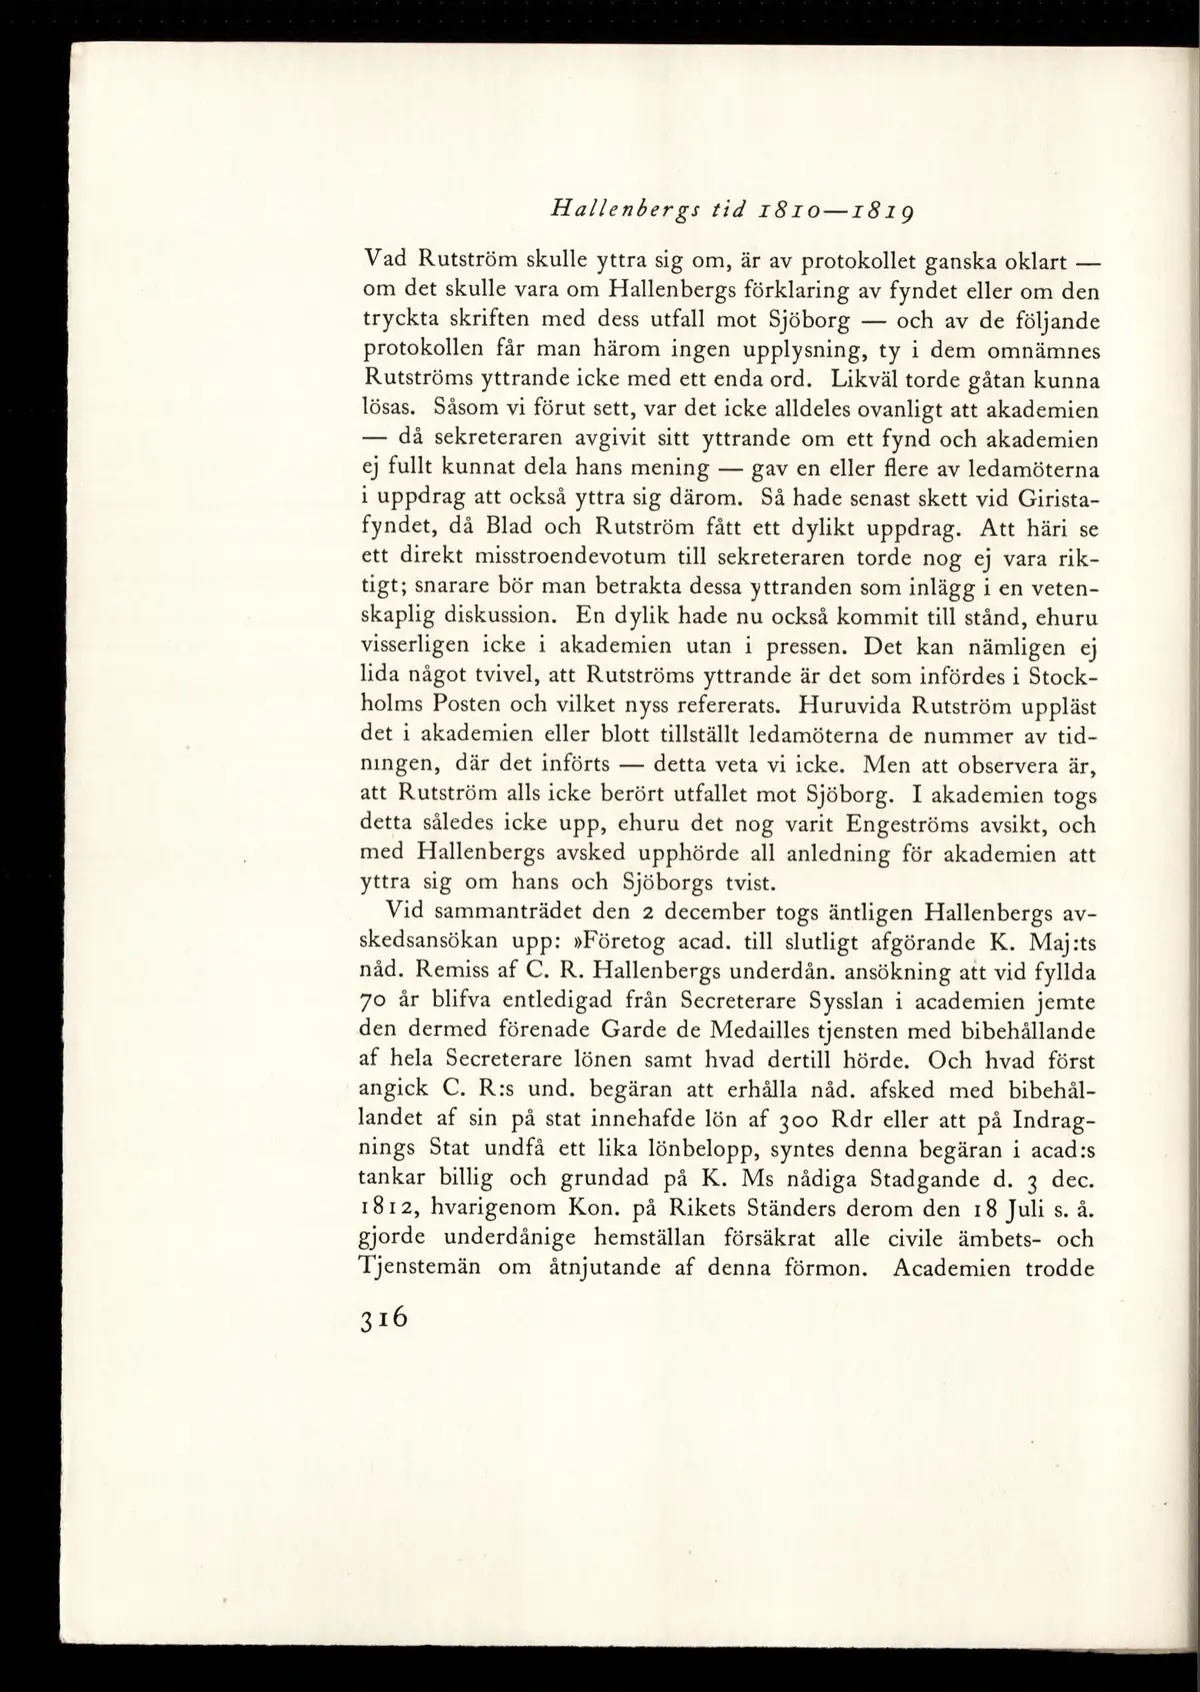 Hallenbergs tid 1810—1819
Vad Rutström skulle yttra sig om, är av protokollet ganska oklart —
om det skulle vara om Hallenbergs förklaring av fyndet eller om den
tryckta skriften med dess utfall mot Sjöborg — och av de följande
protokollen får man härom ingen upplysning, ty i dem omnämnes
Rutströms yttrande icke med ett enda ord. Likväl torde gåtan kunna
lösas. Såsom vi förut sett, var det icke alldeles ovanligt att akademien
— då sekreteraren avgivit sitt yttrande om ett fynd och akademien
ej fullt kunnat dela hans mening — gav en eller flere av ledamöterna
i uppdrag att också yttra sig därom. Så hade senast skett vid Girista-
fyndet, då Blad och Rutström fått ett dylikt uppdrag. Att häri se
ett direkt misstroendevotum till sekreteraren torde nog ej vara rik-
tigt; snarare bör man betrakta dessa yttranden som inlägg i en veten-
skaplig diskussion. En dylik hade nu också kommit till stånd, ehuru
visserligen icke i akademien utan i pressen. Det kan nämligen ej
lida något tvivel, att Rutströms yttrande är det som infördes i Stock-
holms Posten och vilket nyss refererats. Huruvida Rutström uppläst
det i akademien eller blott tillställt ledamöterna de nummer av tid-
ningen, där det införts — detta veta vi icke. Men att observera är,
att Rutström alls icke berört utfallet mot Sjöborg. I akademien togs
detta således icke upp, ehuru det nog varit Engeströms avsikt, och
med Hallenbergs avsked upphörde all anledning för akademien att
yttra sig om hans och Sjöborgs tvist.
Vid sammanträdet den 2 december togs äntligen Hallenbergs av-
skedsansökan upp: »Företog acad. till slutligt afgörande K. Maj:ts
nåd. Remiss af C. R. Hallenbergs underdån. ansökning att vid fyllda
70 år blifva entledigad från Secreterare Sysslan i academien jemte
den dermed förenade Garde de Medailles tjensten med bibehållande
af hela Secreterare lönen samt hvad dertill hörde. Och hvad först
angick C. R:s und. begäran att erhålla nåd. afsked med bibehål-
landet af sin på stat innehafde lön af 300 Rdr eller att på Indrag-
nings Stat undfå ett lika lönbelopp, syntes denna begäran i acad:s
tankar billig och grundad på K. Ms nådiga Stadgande d. 3 dec.
1812, hvarigenom Kon. på Rikets Ständers derom den 18 Juli s. å.
gjorde underdånige hemställan försäkrat alle civile ämbets- och
Tjenstemän om åtnjutande af denna förmon. Academien trodde
316